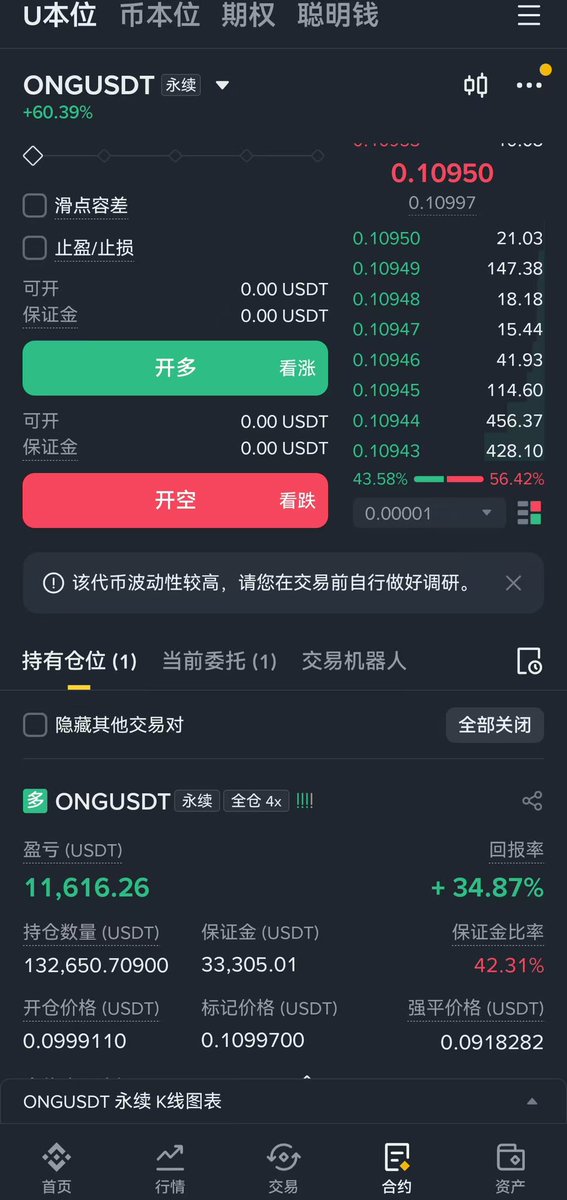 U本位 币本位 期权 聪明钱
ONGUSDT 永续
+60.39%
滑点容差
止盈/止损
可开 0.00 USDT
保证金 0.00 USDT
开多 看涨
可开 0.00 USDT
保证金 0.00 USDT
开空 看跌
0.10950
0.10997
0.10950 21.03
0.10949 147.38
0.10948 18.18
0.10947 15.44
0.10946 41.93
0.10945 114.60
0.10944 456.37
0.10943 428.10
43.58% 56.42%
0.00001
该代币波动性较高，请您在交易前自行做好调研。
持有仓位 (1) 当前委托 (1) 交易机器人
隐藏其他交易对 全部关闭
多 ONGUSDT 永续 全仓 4x !!!!
盈亏 (USDT) 回报率
11,616.26 + 34.87%
持仓数量 (USDT) 保证金 (USDT) 保证金比率
132,650.70900 33,305.01 42.31%
开仓价格 (USDT) 标记价格 (USDT) 强平价格 (USDT)
0.0999110 0.1099700 0.0918282
ONGUSDT 永续 K线图表
首页 行情 交易 合约 资产